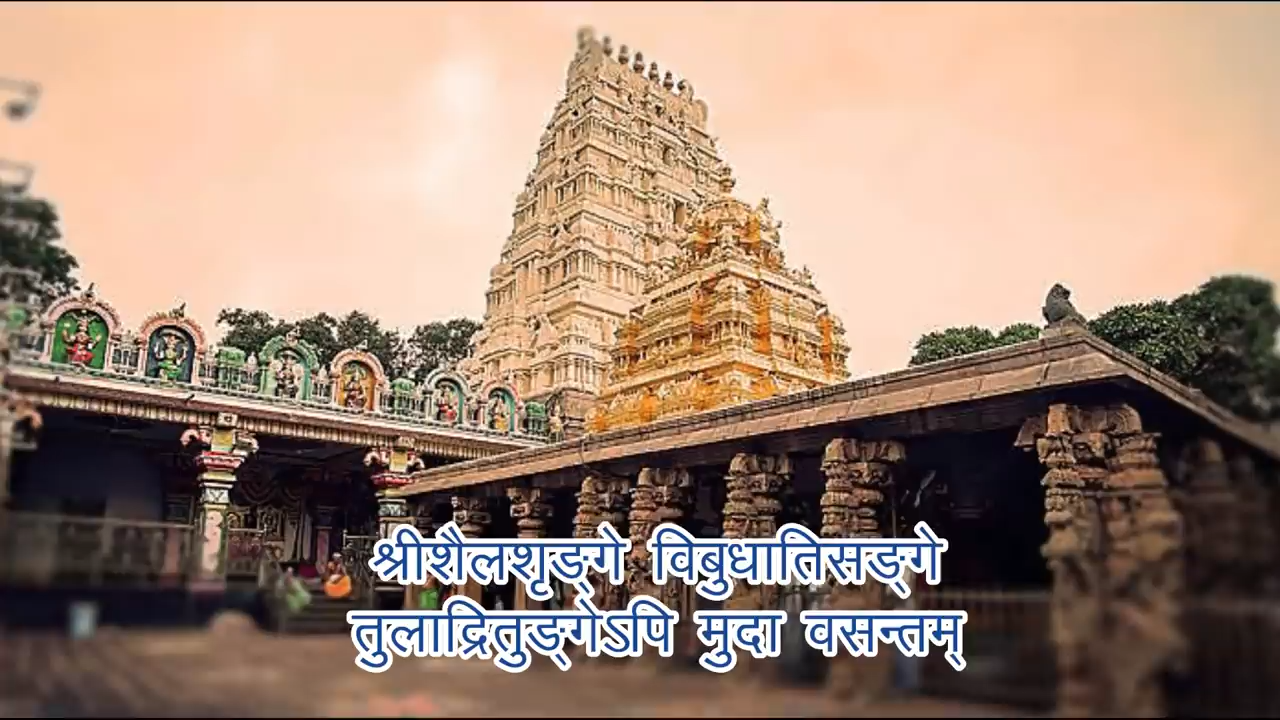 श्रीशैलशृङ्गे विबुधातिसङ्गे
तुलाद्रितुङ्गेऽपि मुदा वसन्तम्